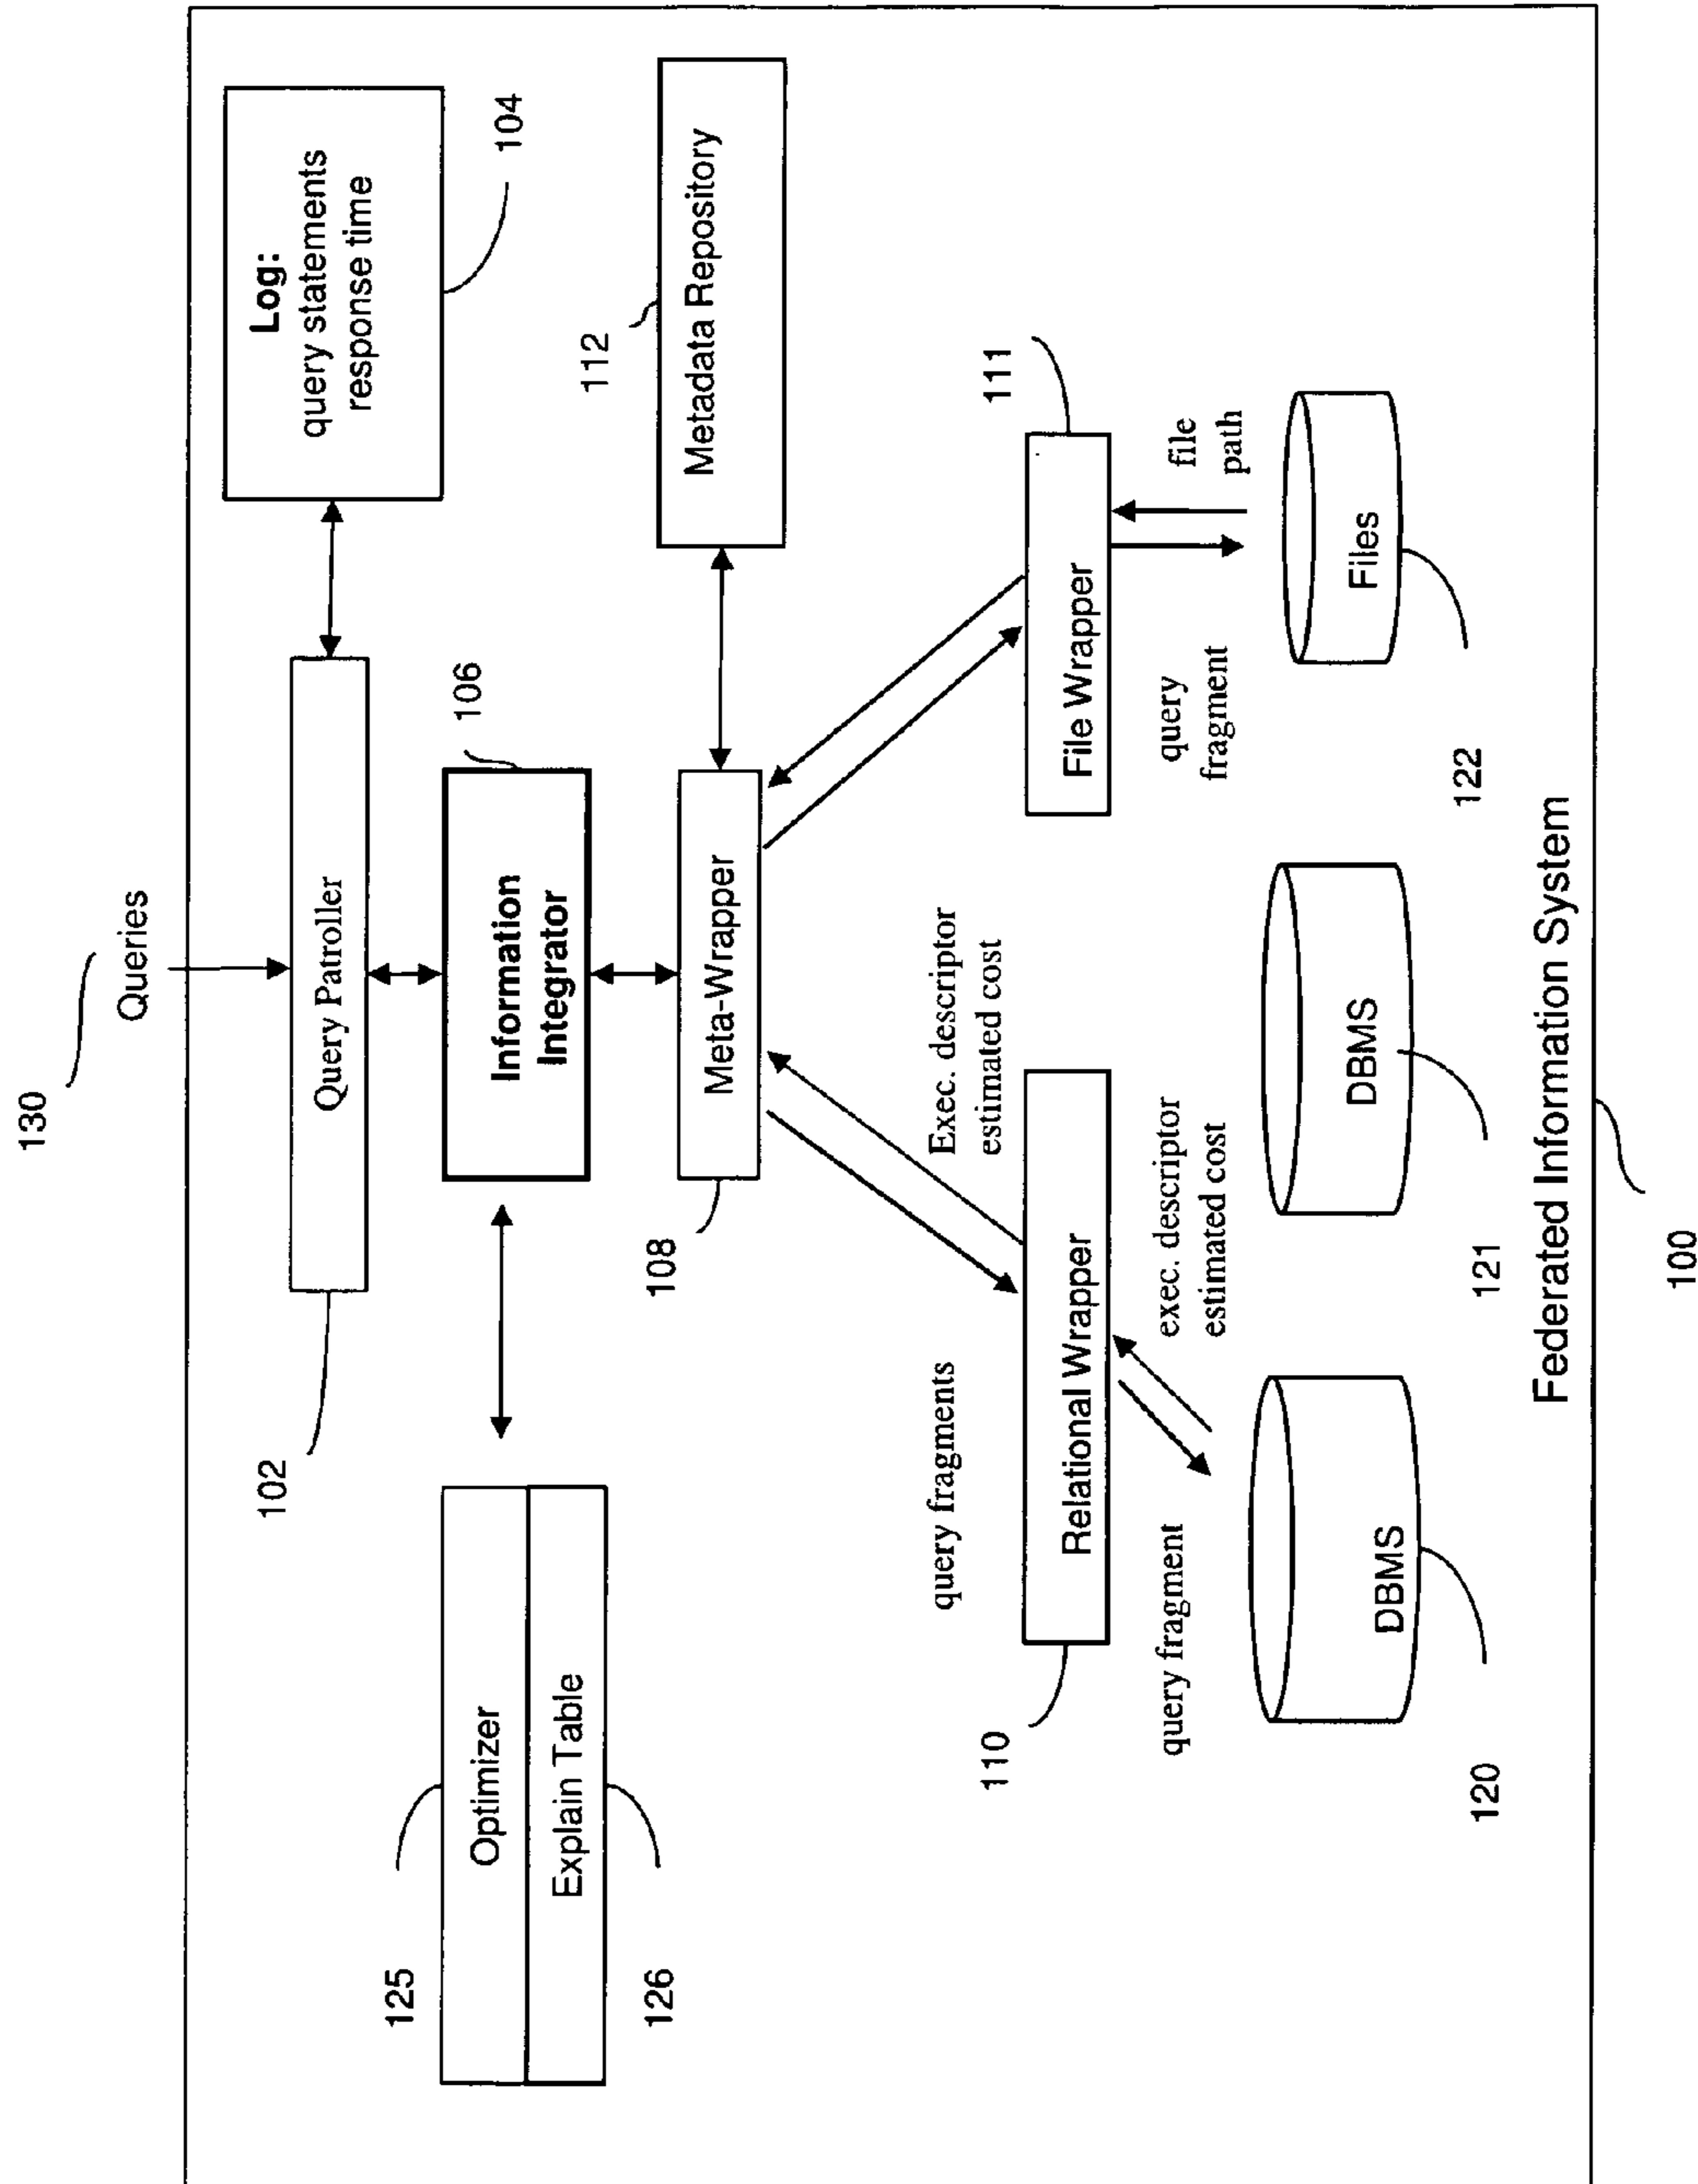 130
Queries
Query Patroller
102
Log:
query statements
response time
104
125
Optimizer
Explain Table
126
Information
Integrator
106
108
Meta-Wrapper
112
Metadata Repository
query fragments
Exec. descriptor
estimated cost
110
Relational Wrapper
File Wrapper
111
query fragment
exec. descriptor
estimated cost
query
fragment
file
path
DBMS
DBMS
Files
120
121
122
Federated Information System
100